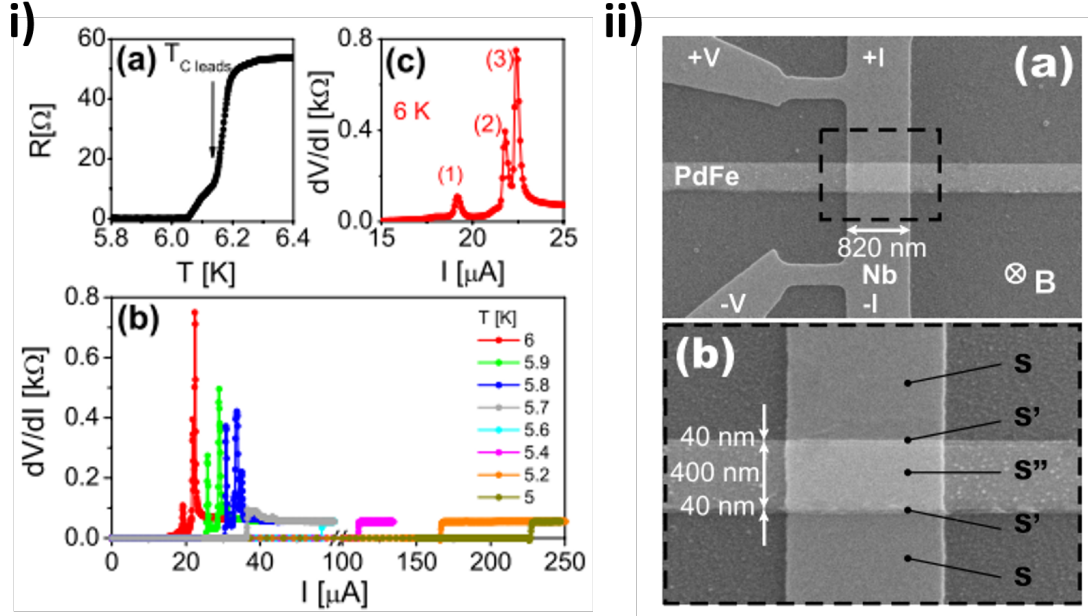 i)
(a)
T_C leads
60
40
20
0
R[Ω]
5.8 6.0 6.2 6.4
T [K]
(c)
(3)
6 K
(2)
(1)
0.8
0.4
0.0
dV/dI [kΩ]
15 20 25
I [μA]
(b)
T [K]
6
5.9
5.8
5.7
5.6
5.4
5.2
5
0.8
0.6
0.4
0.2
0.0
dV/dI [kΩ]
0 20 40 100 150 200 250
I [μA]
ii)
(a)
+V
+I
PdFe
820 nm
Nb
⊗ B
-V
-I
(b)
S
S'
40 nm
S''
400 nm
40 nm
S'
S